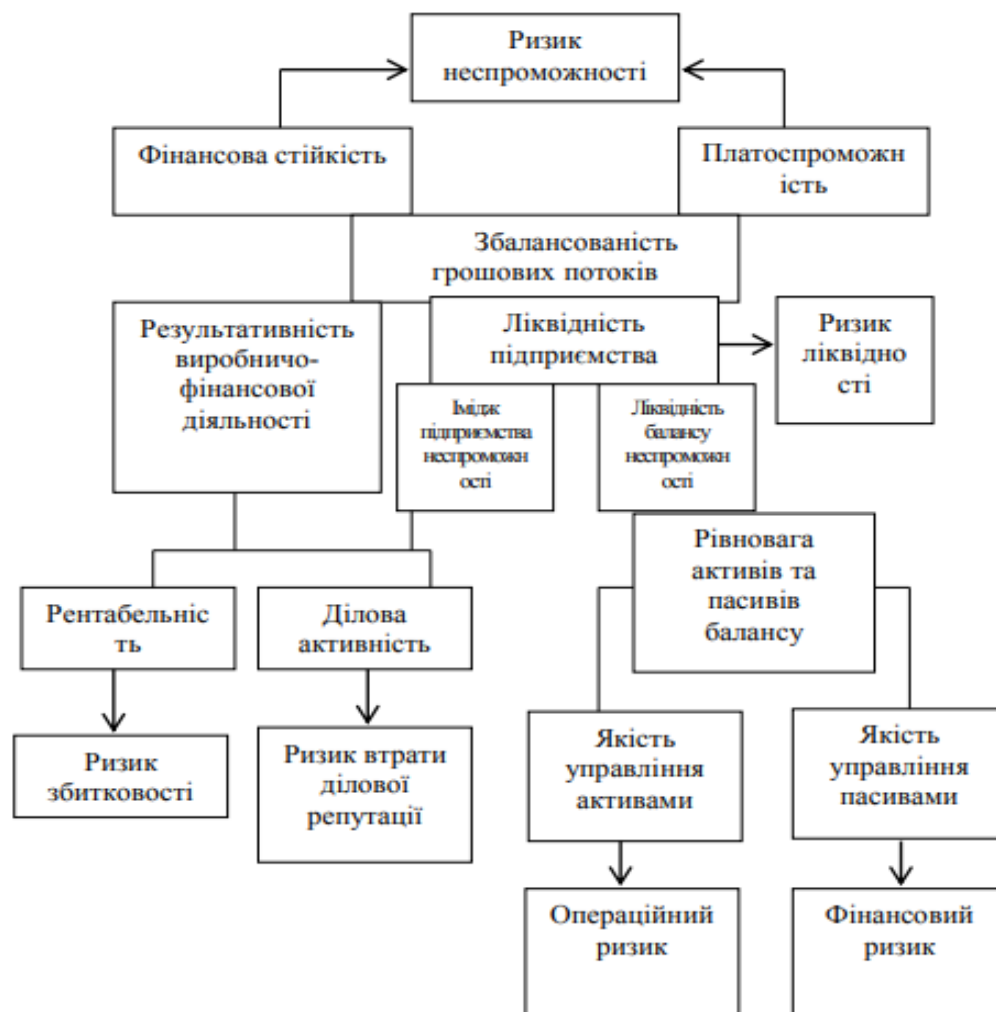 Ризик
неспроможності
Фінансова стійкість
Платоспроможн
ість
Збалансованість
грошових потоків
Результативність
виробничо-
фінансової
діяльності
Ліквідність
підприємства
Ризик
ліквідно
сті
Імідж
підприємства
неспроможн
ості
Ліквідність
балансу
неспроможн
ості
Рівновага
активів та
пасивів
балансу
Рентабельніс
ть
Ділова
активність
Ризик
збитковості
Ризик втрати
ділової
репутації
Якість
управління
активами
Якість
управління
пасивами
Операційний
ризик
Фінансовий
ризик